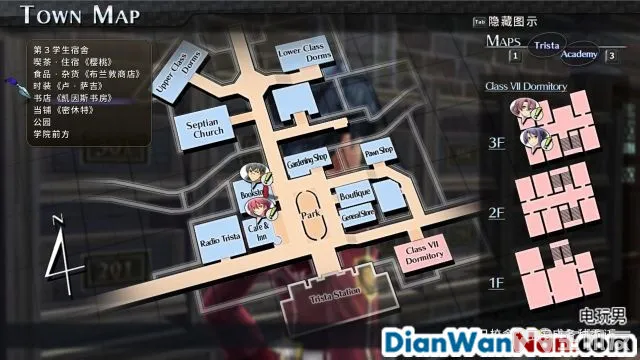 TOWN MAP
第3学生宿舍
喫茶·住宿《樱桃》
食品·杂货《布兰敦商店》
时装《卢·萨吉》
书店《凯因斯书房》
当铺《密休特》
公园
学院前方
Tab 隐藏图示
MAPS
Trista
Academy
1
3
Class VII Dormitory
3F
2F
1F
Upper Class
Dorms
Lower Class
Dorms
Septian
Church
Gardening Shop
Pawn Shop
Bookstore
Boutique
General Store
Park
Cafe &
Inn
Radio Trista
Class VII
Dormitory
Trista Station
N
电玩男
DianWanNan.com